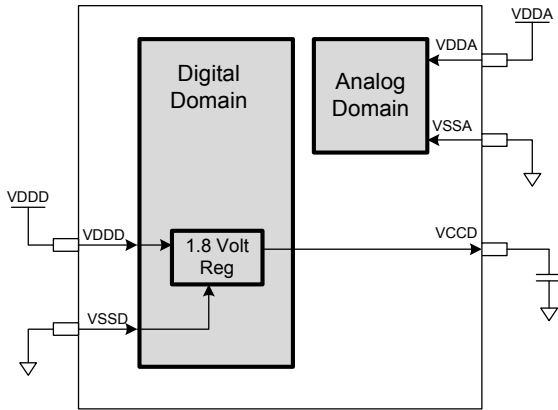 VDDA
VDDA
Digital
Domain
Analog
Domain
VSSA
VDDD
VDDD
1.8 Volt
Reg
VCCD
VSSD